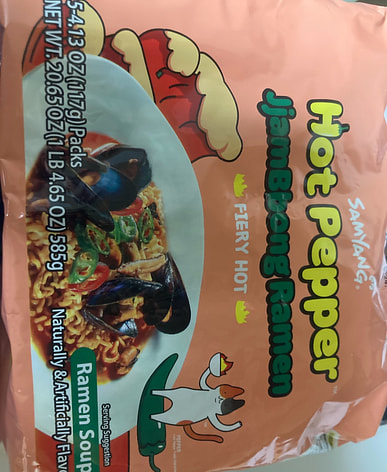 SAMYANG
Hot Pepper
JjamBbong Ramen
FIERY HOT
Serving Suggestion
Ramen Soup
Naturally & Artificially Flav
5-4.13 OZ (117g) Packs
NET WT. 20.65 OZ (1 LB 4.65 OZ) 585g